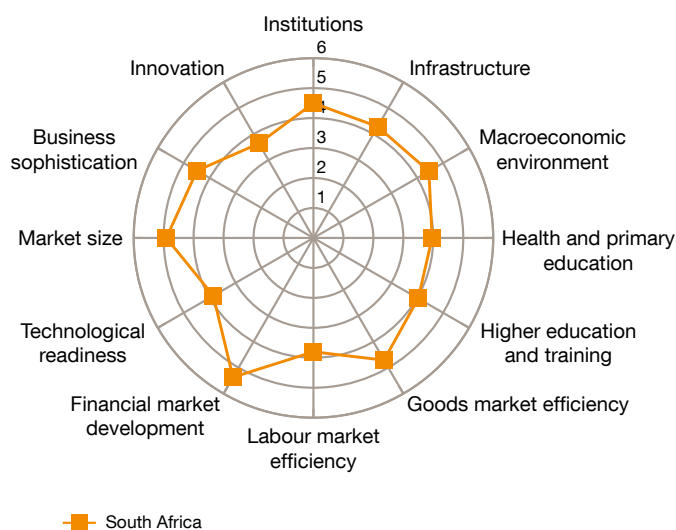 Institutions
6
5
4
3
2
1
Infrastructure
Macroeconomic
environment
Health and primary
education
Higher education
and training
Goods market efficiency
Labour market
efficiency
Financial market
development
Technological
readiness
Market size
Business
sophistication
Innovation
South Africa